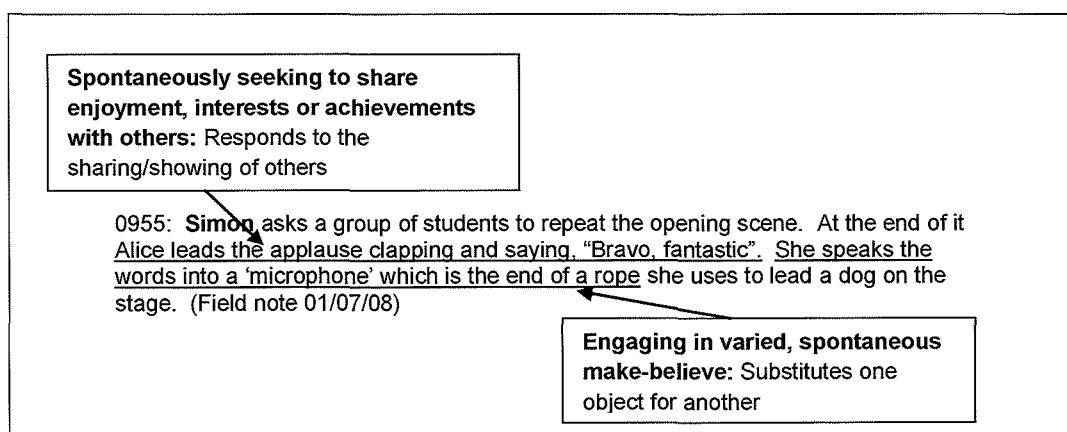 Spontaneously seeking to share
enjoyment, interests or achievements
with others: Responds to the
sharing/showing of others
0955: Simon asks a group of students to repeat the opening scene. At the end of it
Alice leads the applause clapping and saying, "Bravo, fantastic". She speaks the
words into a 'microphone' which is the end of a rope she uses to lead a dog on the
stage. (Field note 01/07/08)
Engaging in varied, spontaneous
make-believe: Substitutes one
object for another